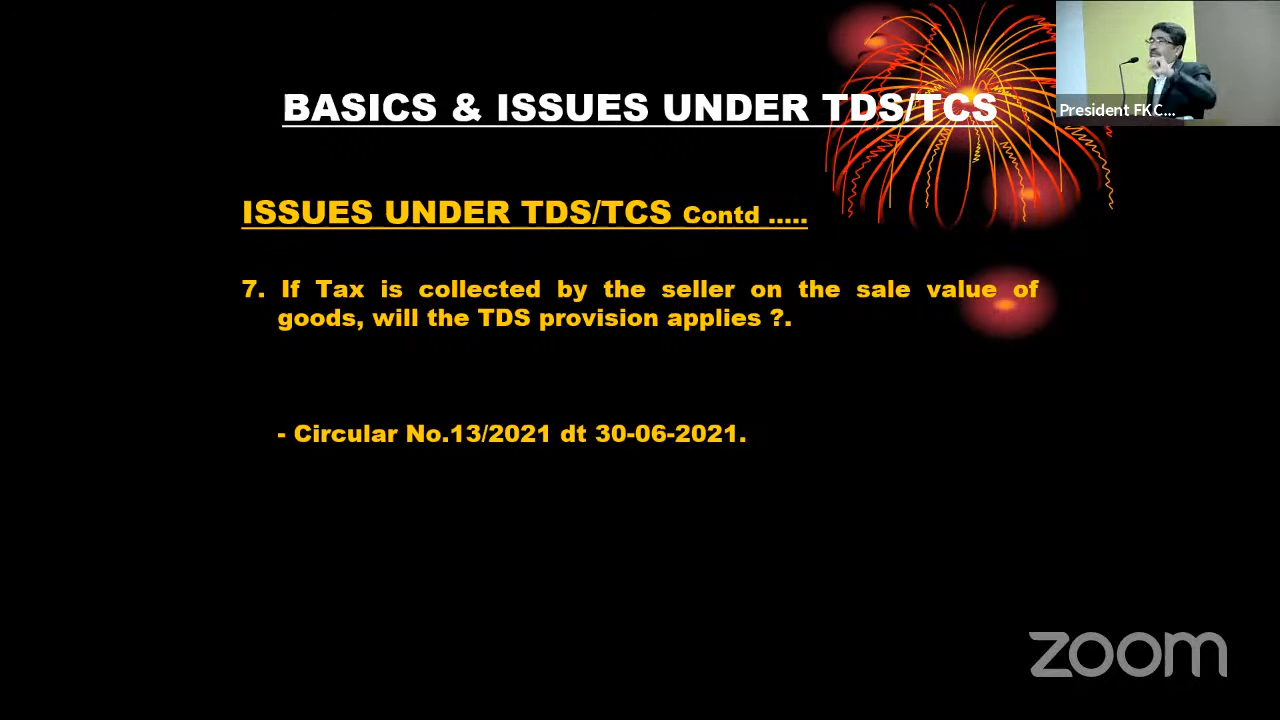 BASICS & ISSUES UNDER TDS/TCS
President FKC...
ISSUES UNDER TDS/TCS Contd .....
7. If Tax is collected by the seller on the sale value of
goods, will the TDS provision applies ?.
- Circular No.13/2021 dt 30-06-2021.
zoom